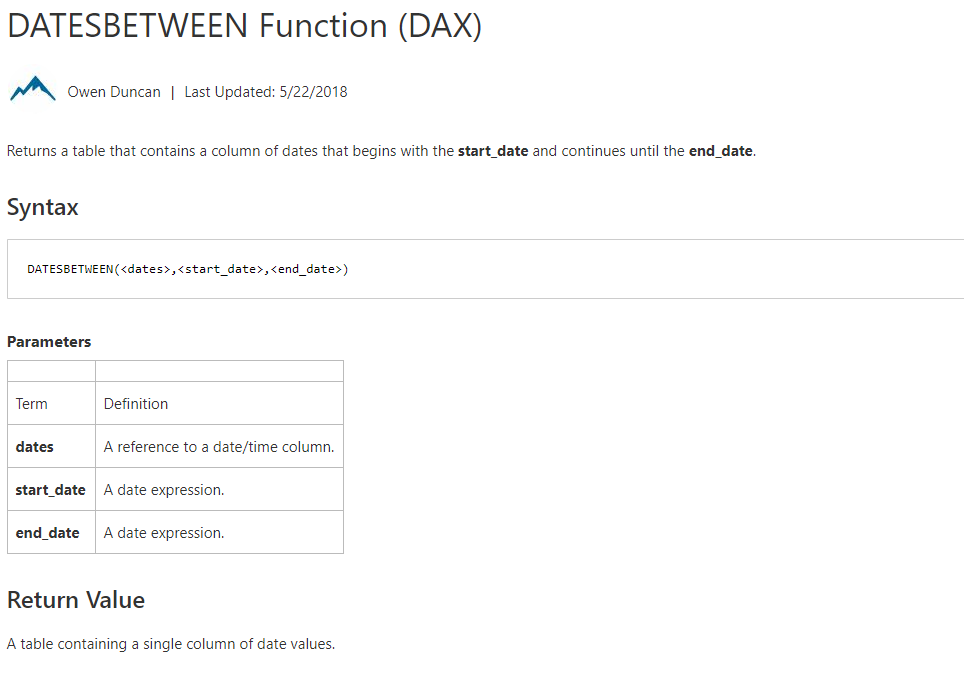 DATESBETWEEN Function (DAX)
Owen Duncan | Last Updated: 5/22/2018
Returns a table that contains a column of dates that begins with the start_date and continues until the end_date.
Syntax
DATESBETWEEN(<dates>,<start_date>,<end_date>)
Parameters
Term Definition
dates A reference to a date/time column.
start_date A date expression.
end_date A date expression.
Return Value
A table containing a single column of date values.